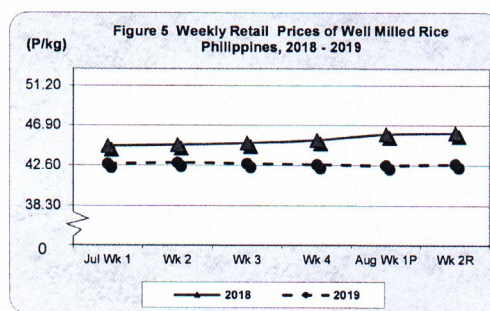 Figure 5 Weekly Retail Prices of Well Milled Rice
Philippines, 2018 - 2019
(P/kg)
51.20
46.90
42.60
38.30
0
Jul Wk 1 Wk 2 Wk 3 Wk 4 Aug Wk 1P Wk 2R
2018 2019